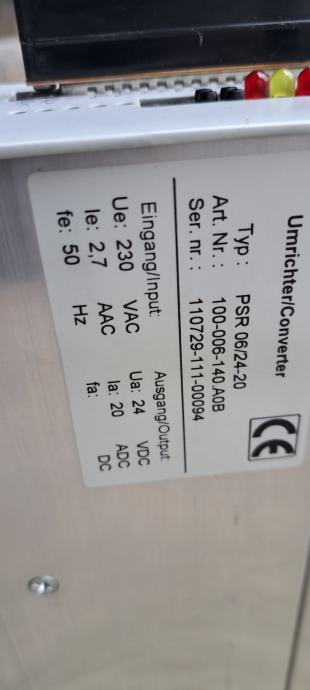 Umrichter/Converter
CE
Typ : PSR 06/24-20
Art. Nr. : 100-006-140.A0B
Ser. nr. : 110729-111-00094
Eingang/Input: Ausgang/Output:
Ue: 230 VAC Ua: 24 VDC
Ie: 2,7 AAC Ia: 20 ADC
fe: 50 Hz fa: DC